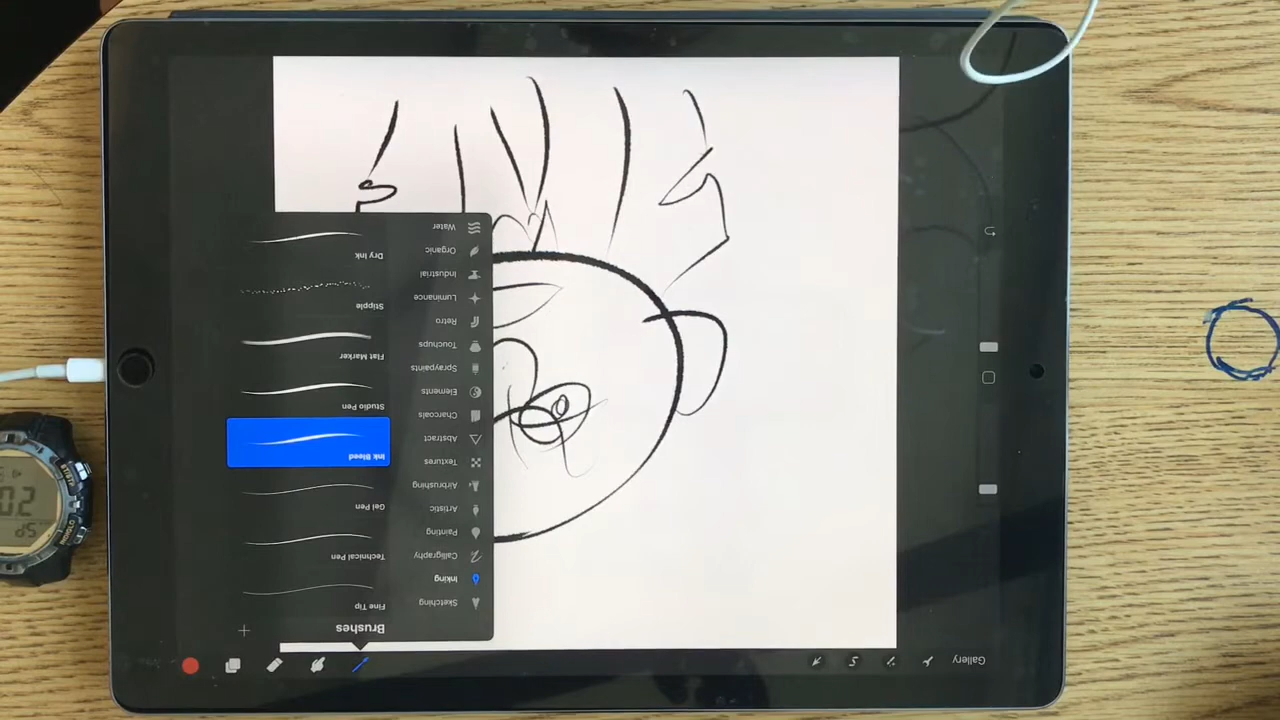 Gallery
Brushes
Sketching
Inking
Calligraphy
Painting
Artistic
Airbrushing
Textures
Abstract
Charcoals
Elements
Spraypaints
Touchups
Retro
Luminance
Industrial
Organic
Water
Fine Tip
Technical Pen
Gel Pen
Ink Bleed
Studio Pen
Flat Marker
Stipple
Dry Ink